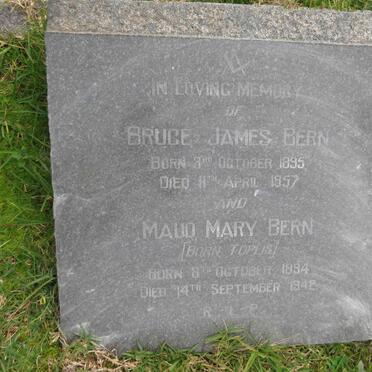 In Loving Memory
of
Bruce James Bern
Born 3rd October 1895
Died 11th April 1957
and
Maud Mary Bern
[Born Toplis]
Born 8th October 1894
Died 14th September 1942
R.I.P.